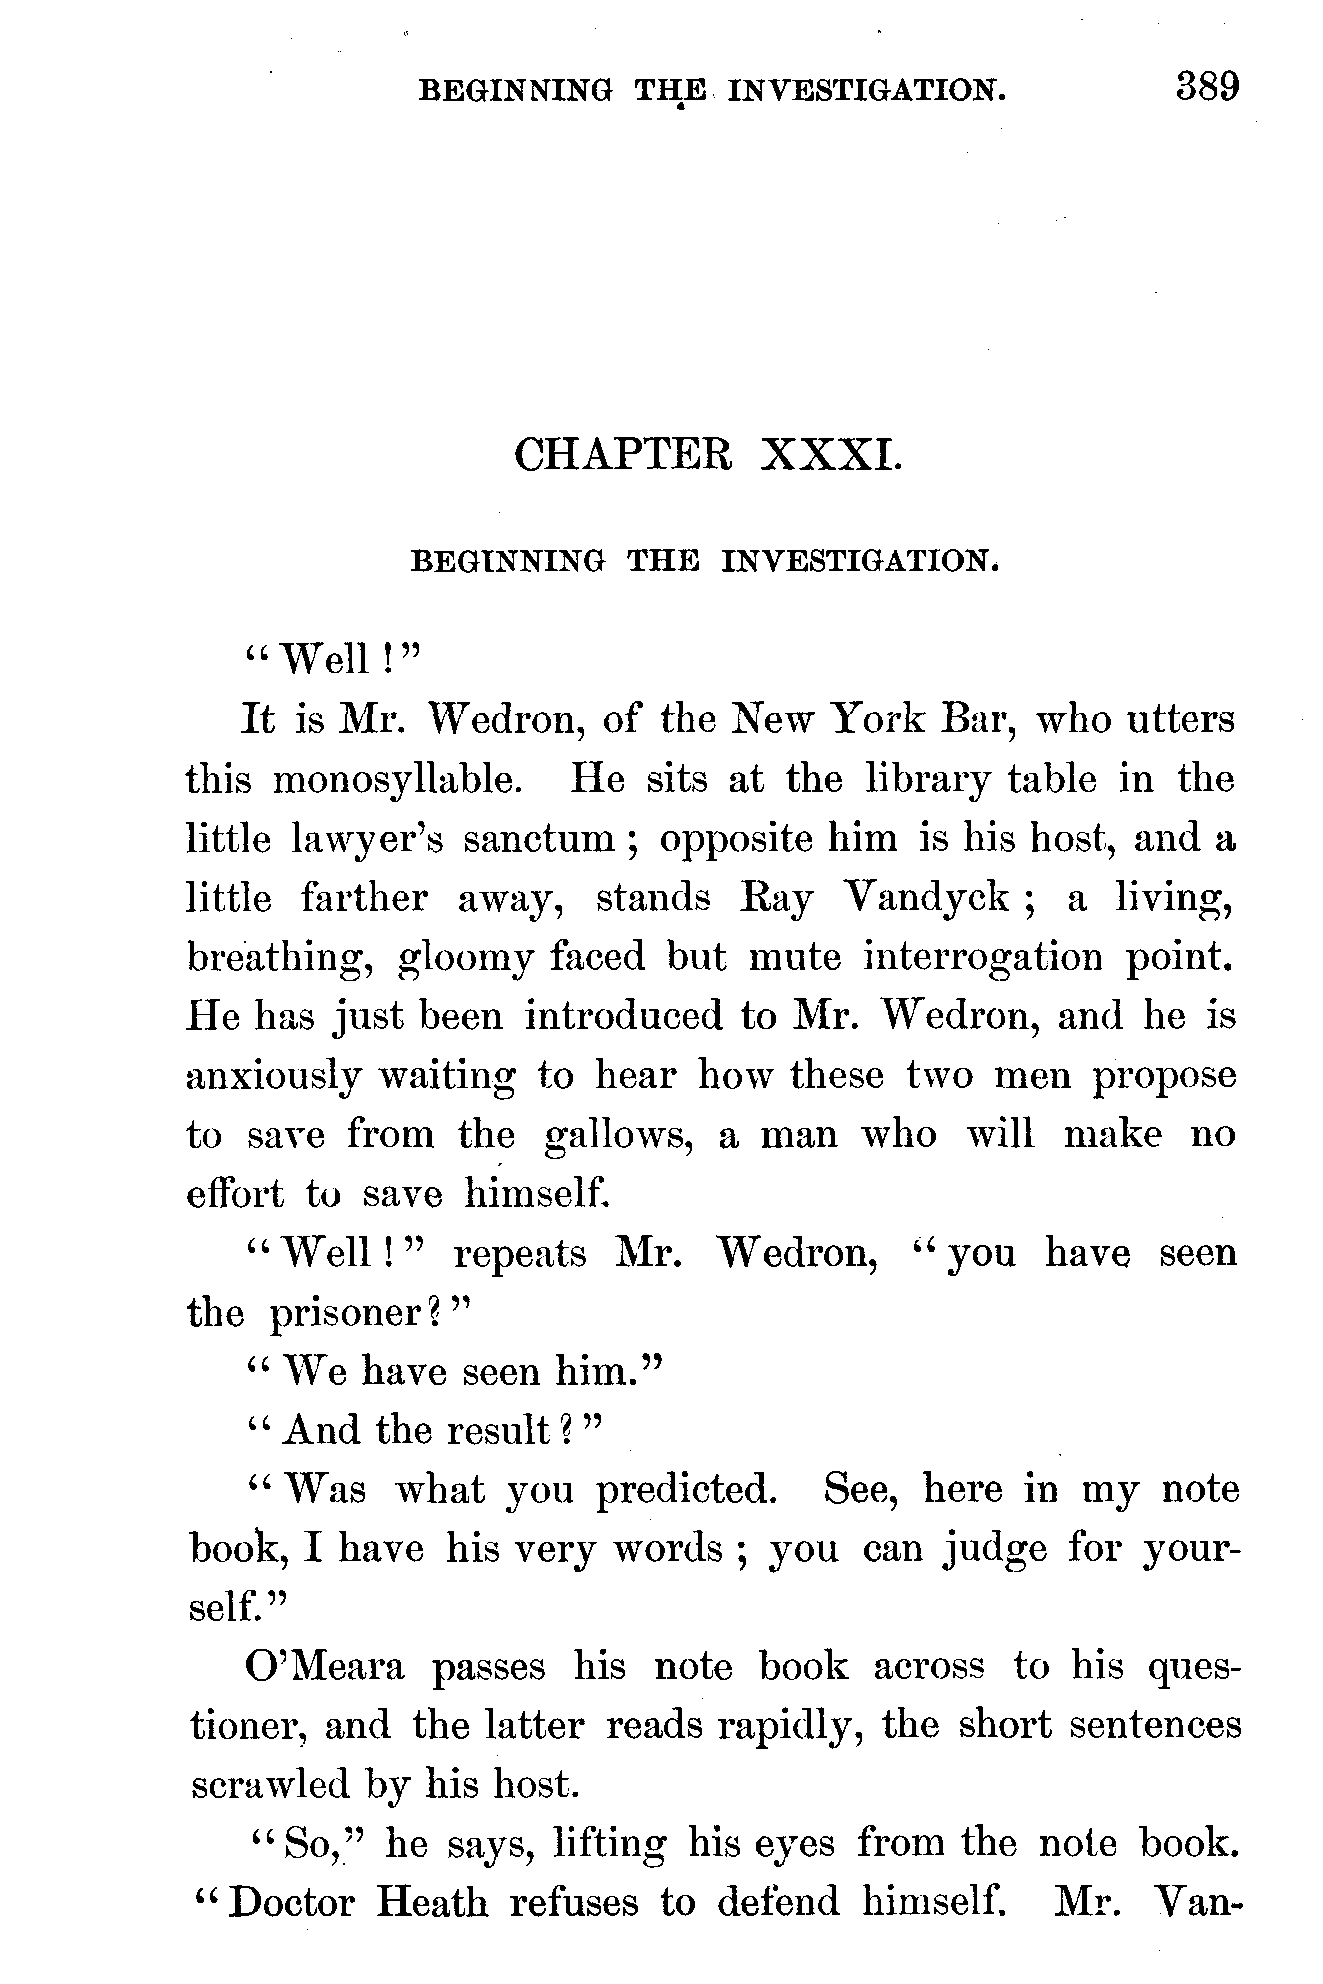 BEGINNING THE INVESTIGATION. 389
CHAPTER XXXI.
BEGINNING THE INVESTIGATION.
“Well!”
It is Mr. Wedron, of the New York Bar, who utters
this monosyllable. He sits at the library table in the
little lawyer’s sanctum; opposite him is his host, and a
little farther away, stands Ray Vandyck; a living,
breathing, gloomy faced but mute interrogation point.
He has just been introduced to Mr. Wedron, and he is
anxiously waiting to hear how these two men propose
to save from the gallows, a man who will make no
effort to save himself.
“Well!” repeats Mr. Wedron, “you have seen
the prisoner?”
“We have seen him.”
“And the result?”
“Was what you predicted. See, here in my note
book, I have his very words; you can judge for your-
self.”
O’Meara passes his note book across to his ques-
tioner, and the latter reads rapidly, the short sentences
scrawled by his host.
“So,” he says, lifting his eyes from the note book.
“Doctor Heath refuses to defend himself. Mr. Van-